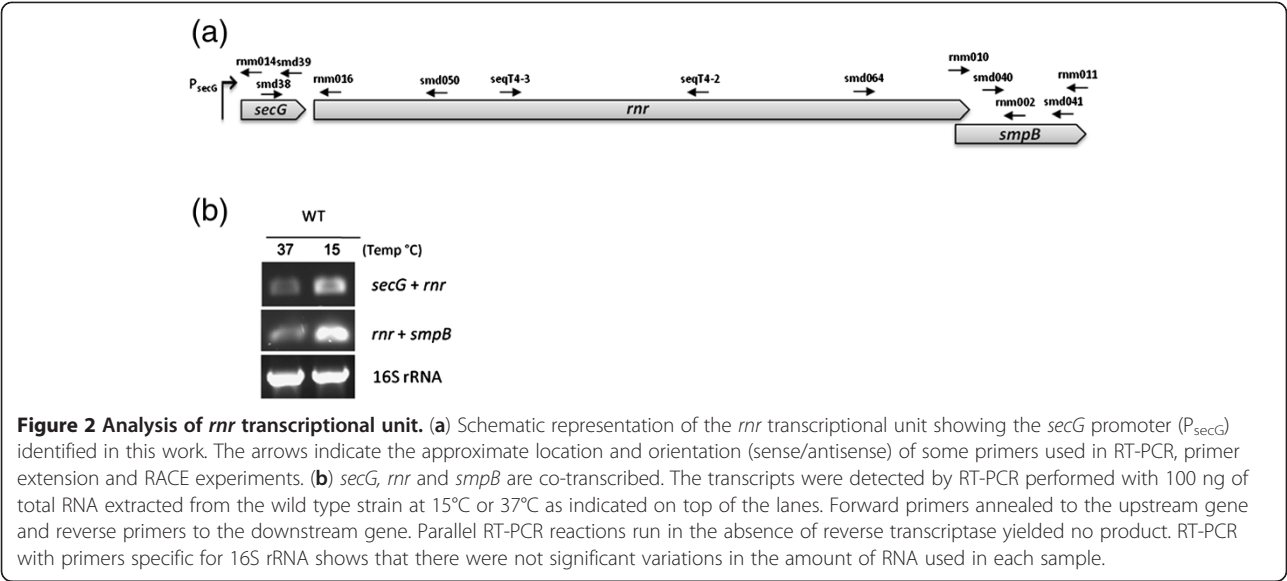 (a)
rnm014 smd39
rnm010
P_secG
smd38
rnm016
smd050
seqT4-3
seqT4-2
smd064
smd040
rnm011
rnm002
smd041
secG
rnr
smpB
(b)
WT
37 15 (Temp °C)
secG + rnr
rnr + smpB
16S rRNA
Figure 2 Analysis of rnr transcriptional unit. (a) Schematic representation of the rnr transcriptional unit showing the secG promoter (P_secG)
identified in this work. The arrows indicate the approximate location and orientation (sense/antisense) of some primers used in RT-PCR, primer
extension and RACE experiments. (b) secG, rnr and smpB are co-transcribed. The transcripts were detected by RT-PCR performed with 100 ng of
total RNA extracted from the wild type strain at 15°C or 37°C as indicated on top of the lanes. Forward primers annealed to the upstream gene
and reverse primers to the downstream gene. Parallel RT-PCR reactions run in the absence of reverse transcriptase yielded no product. RT-PCR
with primers specific for 16S rRNA shows that there were not significant variations in the amount of RNA used in each sample.